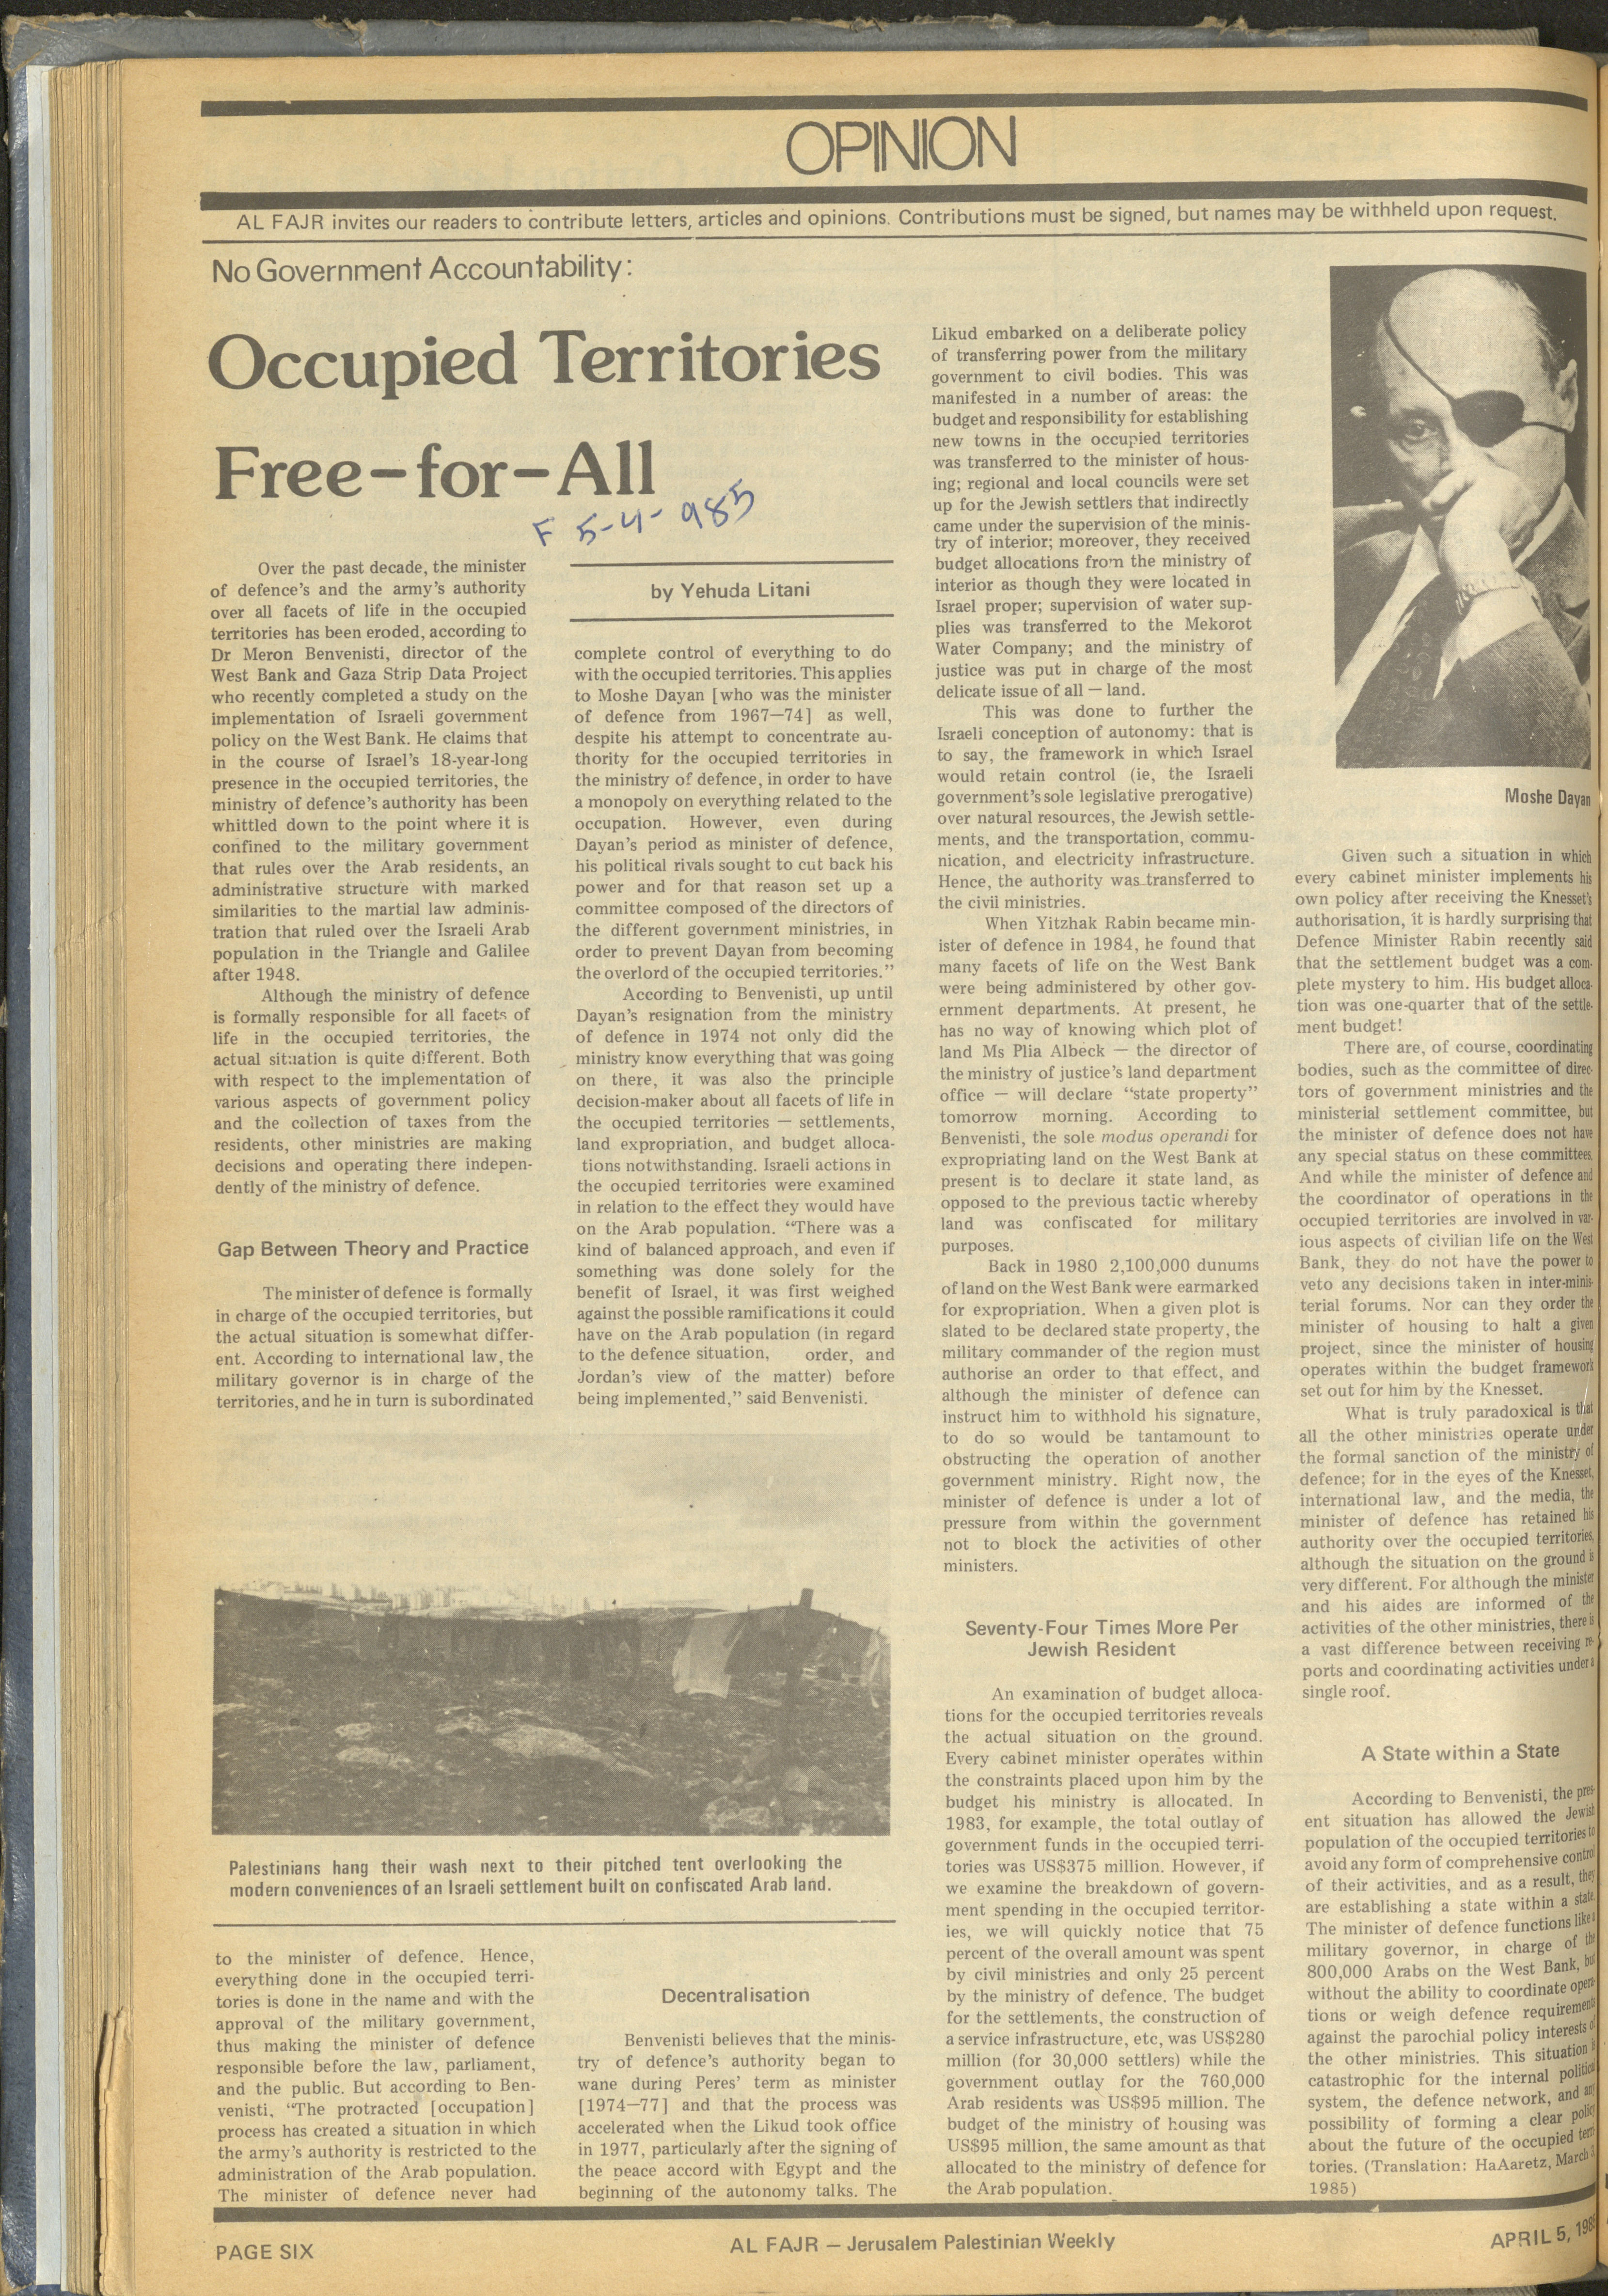 OPINION
AL FAJR invites our readers to contribute letters, articles and opinions. Contributions must be signed, but names may be withheld upon request.
No Government Accountability:
Occupied Territories
Free-for-All
F 5-4-985
by Yehuda Litani
Over the past decade, the minister
of defence's and the army's authority
over all facets of life in the occupied
territories has been eroded, according to
Dr Meron Benvenisti, director of the
West Bank and Gaza Strip Data Project
who recently completed a study on the
implementation of Israeli government
policy on the West Bank. He claims that
in the course of Israel's 18-year-long
presence in the occupied territories, the
ministry of defence's authority has been
whittled down to the point where it is
confined to the military government
that rules over the Arab residents, an
administrative structure with marked
similarities to the martial law adminis-
tration that ruled over the Israeli Arab
population in the Triangle and Galilee
after 1948.
Although the ministry of defence
is formally responsible for all facets of
life in the occupied territories, the
actual situation is quite different. Both
with respect to the implementation of
various aspects of government policy
and the collection of taxes from the
residents, other ministries are making
decisions and operating there indepen-
dently of the ministry of defence.
Gap Between Theory and Practice
The minister of defence is formally
in charge of the occupied territories, but
the actual situation is somewhat differ-
ent. According to international law, the
military governor is in charge of the
territories, and he in turn is subordinated
to the minister of defence. Hence,
everything done in the occupied terri-
tories is done in the name and with the
approval of the military government,
thus making the minister of defence
responsible before the law, parliament,
and the public. But according to Ben-
venisti, "The protracted [occupation]
process has created a situation in which
the army's authority is restricted to the
administration of the Arab population.
The minister of defence never had
complete control of everything to do
with the occupied territories. This applies
to Moshe Dayan [who was the minister
of defence from 1967—74] as well,
despite his attempt to concentrate au-
thority for the occupied territories in
the ministry of defence, in order to have
a monopoly on everything related to the
occupation. However, even during
Dayan's period as minister of defence,
his political rivals sought to cut back his
power and for that reason set up a
committee composed of the directors of
the different government ministries, in
order to prevent Dayan from becoming
the overlord of the occupied territories."
According to Benvenisti, up until
Dayan's resignation from the ministry
of defence in 1974 not only did the
ministry know everything that was going
on there, it was also the principle
decision-maker about all facets of life in
the occupied territories — settlements,
land expropriation, and budget alloca-
tions notwithstanding. Israeli actions in
the occupied territories were examined
in relation to the effect they would have
on the Arab population. "There was a
kind of balanced approach, and even if
something was done solely for the
benefit of Israel, it was first weighed
against the possible ramifications it could
have on the Arab population (in regard
to the defence situation, order, and
Jordan's view of the matter) before
being implemented," said Benvenisti.
Palestinians hang their wash next to their pitched tent overlooking the
modern conveniences of an Israeli settlement built on confiscated Arab land.
Decentralisation
Benvenisti believes that the minis-
try of defence's authority began to
wane during Peres' term as minister
[1974—77] and that the process was
accelerated when the Likud took office
in 1977, particularly after the signing of
the peace accord with Egypt and the
beginning of the autonomy talks. The
Likud embarked on a deliberate policy
of transferring power from the military
government to civil bodies. This was
manifested in a number of areas: the
budget and responsibility for establishing
new towns in the occupied territories
was transferred to the minister of hous-
ing; regional and local councils were set
up for the Jewish settlers that indirectly
came under the supervision of the minis-
try of interior; moreover, they received
budget allocations from the ministry of
interior as though they were located in
Israel proper; supervision of water sup-
plies was transferred to the Mekorot
Water Company; and the ministry of
justice was put in charge of the most
delicate issue of all — land.
This was done to further the
Israeli conception of autonomy: that is
to say, the framework in which Israel
would retain control (ie, the Israeli
government's sole legislative prerogative)
over natural resources, the Jewish settle-
ments, and the transportation, commu-
nication, and electricity infrastructure.
Hence, the authority was transferred to
the civil ministries.
When Yitzhak Rabin became min-
ister of defence in 1984, he found that
many facets of life on the West Bank
were being administered by other gov-
ernment departments. At present, he
has no way of knowing which plot of
land Ms Plia Albeck — the director of
the ministry of justice's land department
office — will declare "state property"
tomorrow morning. According to
Benvenisti, the sole modus operandi for
expropriating land on the West Bank at
present is to declare it state land, as
opposed to the previous tactic whereby
land was confiscated for military
purposes.
Back in 1980 2,100,000 dunums
of land on the West Bank were earmarked
for expropriation. When a given plot is
slated to be declared state property, the
military commander of the region must
authorise an order to that effect, and
although the minister of defence can
instruct him to withhold his signature,
to do so would be tantamount to
obstructing the operation of another
government ministry. Right now, the
minister of defence is under a lot of
pressure from within the government
not to block the activities of other
ministers.
Seventy-Four Times More Per
Jewish Resident
An examination of budget alloca-
tions for the occupied territories reveals
the actual situation on the ground.
Every cabinet minister operates within
the constraints placed upon him by the
budget his ministry is allocated. In
1983, for example, the total outlay of
government funds in the occupied terri-
tories was US$375 million. However, if
we examine the breakdown of govern-
ment spending in the occupied territor-
ies, we will quickly notice that 75
percent of the overall amount was spent
by civil ministries and only 25 percent
by the ministry of defence. The budget
for the settlements, the construction of
a service infrastructure, etc, was US$280
million (for 30,000 settlers) while the
government outlay for the 760,000
Arab residents was US$95 million. The
budget of the ministry of housing was
US$95 million, the same amount as that
allocated to the ministry of defence for
the Arab population.
Moshe Dayan
Given such a situation in which
every cabinet minister implements his
own policy after receiving the Knesset's
authorisation, it is hardly surprising that
Defence Minister Rabin recently said
that the settlement budget was a com-
plete mystery to him. His budget alloca-
tion was one-quarter that of the settle-
ment budget!
There are, of course, coordinating
bodies, such as the committee of direc-
tors of government ministries and the
ministerial settlement committee, but
the minister of defence does not have
any special status on these committees.
And while the minister of defence and
the coordinator of operations in the
occupied territories are involved in var-
ious aspects of civilian life on the West
Bank, they do not have the power to
veto any decisions taken in inter-minis-
terial forums. Nor can they order the
minister of housing to halt a given
project, since the minister of housing
operates within the budget framework
set out for him by the Knesset.
What is truly paradoxical is that
all the other ministries operate under
the formal sanction of the ministry of
defence; for in the eyes of the Knesset,
international law, and the media, the
minister of defence has retained his
authority over the occupied territories,
although the situation on the ground is
very different. For although the minister
and his aides are informed of the
activities of the other ministries, there is
a vast difference between receiving re-
ports and coordinating activities under a
single roof.
A State within a State
According to Benvenisti, the pres-
ent situation has allowed the Jewish
population of the occupied territories to
avoid any form of comprehensive control
of their activities, and as a result, they
are establishing a state within a state.
The minister of defence functions like a
military governor, in charge of the
800,000 Arabs on the West Bank, but
without the ability to coordinate opera-
tions or weigh defence requirements
against the parochial policy interests of
the other ministries. This situation is
catastrophic for the internal political
system, the defence network, and any
possibility of forming a clear policy
about the future of the occupied terri-
tories. (Translation: HaAaretz, March
1985)
PAGE SIX
AL FAJR — Jerusalem Palestinian Weekly
APRIL 5, 198